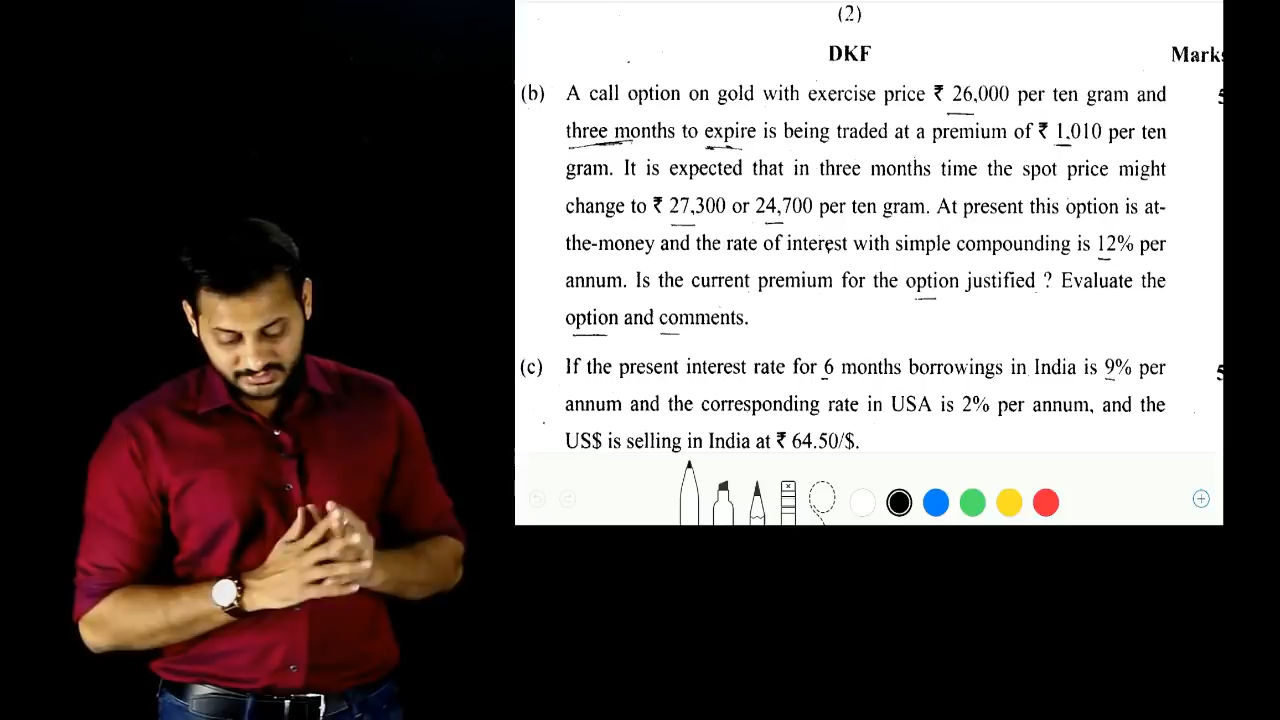 (2)
DKF
Marks
(b) A call option on gold with exercise price ₹ 26,000 per ten gram and 5
three months to expire is being traded at a premium of ₹ 1,010 per ten
gram. It is expected that in three months time the spot price might
change to ₹ 27,300 or 24,700 per ten gram. At present this option is at-
the-money and the rate of interest with simple compounding is 12% per
annum. Is the current premium for the option justified ? Evaluate the
option and comments.
(c) If the present interest rate for 6 months borrowings in India is 9% per 5
annum and the corresponding rate in USA is 2% per annum, and the
US$ is selling in India at ₹ 64.50/$.